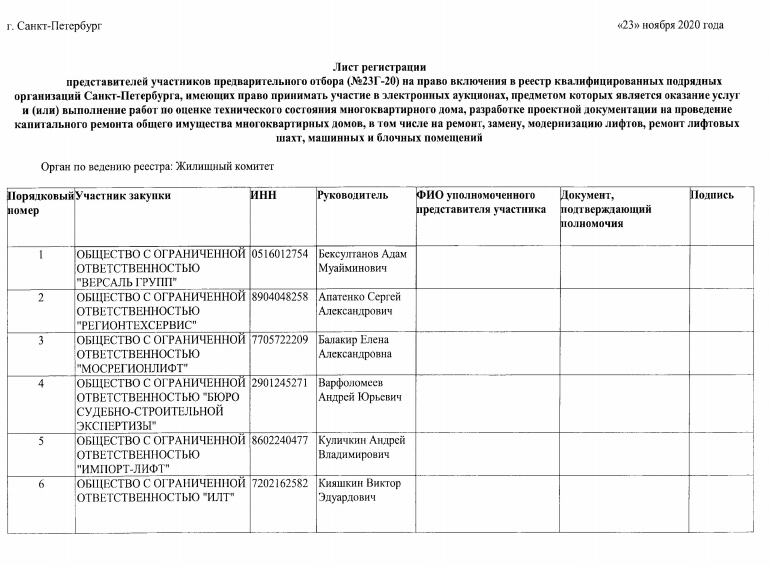 г. Санкт-Петербург «23» ноября 2020 года
Лист регистрации
представителей участников предварительного отбора (№23Г-20) на право включения в реестр квалифицированных подрядных
организаций Санкт-Петербурга, имеющих право принимать участие в электронных аукционах, предметом которых является оказание услуг
и (или) выполнение работ по оценке технического состояния многоквартирного дома, разработке проектной документации на проведение
капитального ремонта общего имущества многоквартирных домов, в том числе на ремонт, замену, модернизацию лифтов, ремонт лифтовых
шахт, машинных и блочных помещений
Орган по ведению реестра: Жилищный комитет
Порядковый Участник закупки ИНН Руководитель ФИО уполномоченного Документ, Подпись
номер представителя участника подтверждающий
полномочия
1 ОБЩЕСТВО С ОГРАНИЧЕННОЙ 0516012754 Бексултанов Адам
ОТВЕТСТВЕННОСТЬЮ Муайминович
"ВЕРСАЛЬ ГРУПП"
2 ОБЩЕСТВО С ОГРАНИЧЕННОЙ 8904048258 Апатенко Сергей
ОТВЕТСТВЕННОСТЬЮ Александрович
"РЕГИОНТЕХСЕРВИС"
3 ОБЩЕСТВО С ОГРАНИЧЕННОЙ 7705722209 Балакир Елена
ОТВЕТСТВЕННОСТЬЮ Александровна
"МОСРЕГИОНЛИФТ"
4 ОБЩЕСТВО С ОГРАНИЧЕННОЙ 2901245271 Варфоломеев
ОТВЕТСТВЕННОСТЬЮ "БЮРО Андрей Юрьевич
СУДЕБНО-СТРОИТЕЛЬНОЙ
ЭКСПЕРТИЗЫ"
5 ОБЩЕСТВО С ОГРАНИЧЕННОЙ 8602240477 Куличкин Андрей
ОТВЕТСТВЕННОСТЬЮ Владимирович
"ИМПОРТ-ЛИФТ"
6 ОБЩЕСТВО С ОГРАНИЧЕННОЙ 7202162582 Кияшкин Виктор
ОТВЕТСТВЕННОСТЬЮ "ИЛТ" Эдуардович